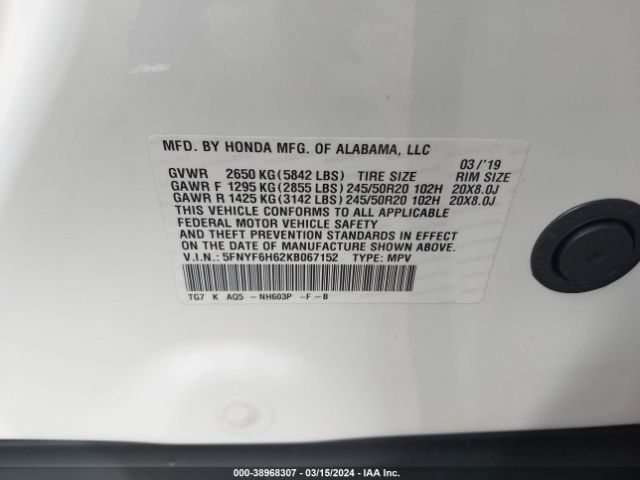 MFD. BY HONDA MFG. OF ALABAMA, LLC
03/'19
GVWR 2650 KG (5842 LBS) TIRE SIZE RIM SIZE
GAWR F 1295 KG (2855 LBS) 245/50R20 102H 20X8.0J
GAWR R 1425 KG (3142 LBS) 245/50R20 102H 20X8.0J
THIS VEHICLE CONFORMS TO ALL APPLICABLE
FEDERAL MOTOR VEHICLE SAFETY
AND THEFT PREVENTION STANDARDS IN EFFECT
ON THE DATE OF MANUFACTURE SHOWN ABOVE.
V.I.N.: 5FNYF6H62KB067152 TYPE: MPV
TG7 K AQ5 -NH603P -F-B
000-38968307 - 03/15/2024 - IAA Inc.